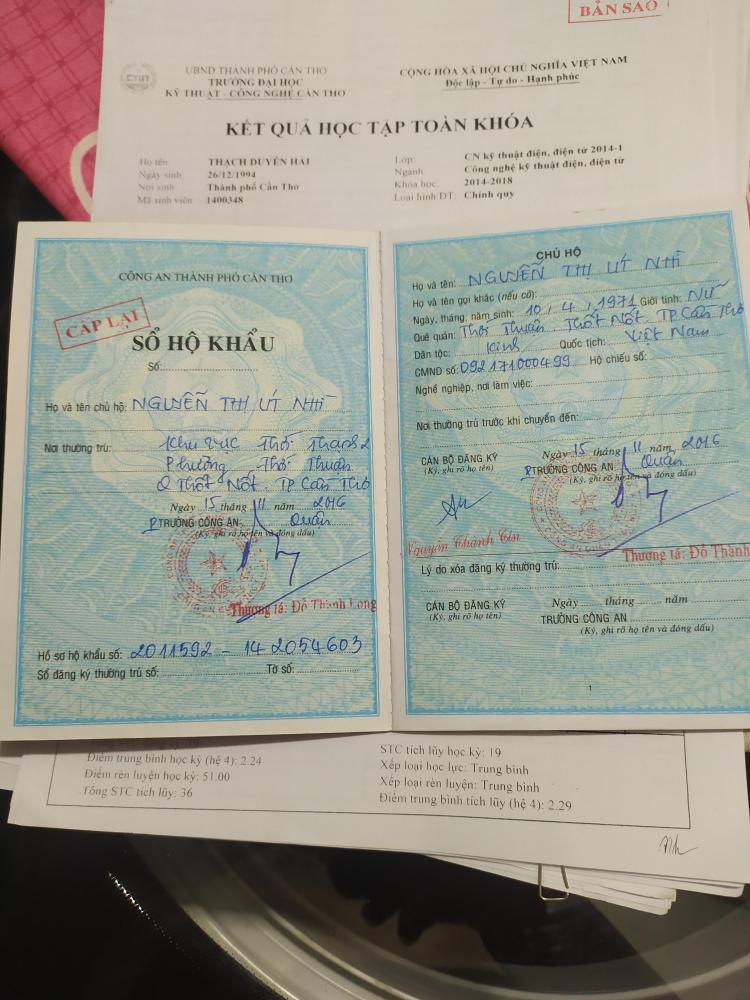 BẢN SAO
UBND THÀNH PHỐ CẦN THƠ
TRƯỜNG ĐẠI HỌC
KỸ THUẬT - CÔNG NGHỆ CẦN THƠ
CỘNG HÒA XÃ HỘI CHỦ NGHĨA VIỆT NAM
Độc lập - Tự do - Hạnh phúc
KẾT QUẢ HỌC TẬP TOÀN KHÓA
Họ tên THẠCH DUYÊN HẢI
Ngày sinh 26/12/1994
Nơi sinh Thành phố Cần Thơ
Mã sinh viên 1400348
Lớp: CN kỹ thuật điện, điện tử 2014-1
Ngành Công nghệ kỹ thuật điện, điện tử
Khóa học: 2014-2018
Loại hình ĐT: Chính quy
CÔNG AN THÀNH PHỐ CẦN THƠ
CẤP LẠI
SỔ HỘ KHẨU
Số:
Họ và tên chủ hộ: NGUYỄN THỊ ÚT NHÌ
Nơi thường trú: Khu vực Thới Thạnh 2
Phường Thới Thuận
Q Thốt Nốt. TP Cần Thơ
Ngày 15 tháng 11 năm 2016
P TRƯỞNG CÔNG AN Quận
(Ký, ghi rõ họ tên và đóng dấu)
Thượng tá: Đỗ Thành Long
Hồ sơ hộ khẩu số: 2011592 - 142054603
Sổ đăng ký thường trú số: Tờ số:
CHỦ HỘ
Họ và tên: NGUYỄN THỊ ÚT NHÌ
Họ và tên gọi khác (nếu có):
Ngày, tháng, năm sinh: 10, 4, 1971 Giới tính: Nữ
Quê quán: Thới Thuận. Thốt Nốt. TP Cần Thơ
Dân tộc: Kinh Quốc tịch: Việt Nam
CMND số: 092171000499 Hộ chiếu số:
Nghề nghiệp, nơi làm việc:
Nơi thường trú trước khi chuyển đến:
Ngày 15 tháng 11 năm 2016
CÁN BỘ ĐĂNG KÝ P TRƯỞNG CÔNG AN Quận
(Ký, ghi rõ họ tên) (Ký, ghi rõ họ tên và đóng dấu)
Nguyễn Chanh Tín
Thượng tá: Đỗ Thành
Lý do xóa đăng ký thường trú:
Ngày tháng năm
CÁN BỘ ĐĂNG KÝ TRƯỞNG CÔNG AN
(Ký, ghi rõ họ tên) (Ký, ghi rõ họ tên và đóng dấu)
1
Điểm trung bình học kỳ (hệ 4): 2.24
Điểm rèn luyện học kỳ: 51.00
Tổng STC tích lũy: 36
STC tích lũy học kỳ: 19
Xếp loại học lực: Trung bình
Xếp loại rèn luyện: Trung bình
Điểm trung bình tích lũy (hệ 4): 2.29